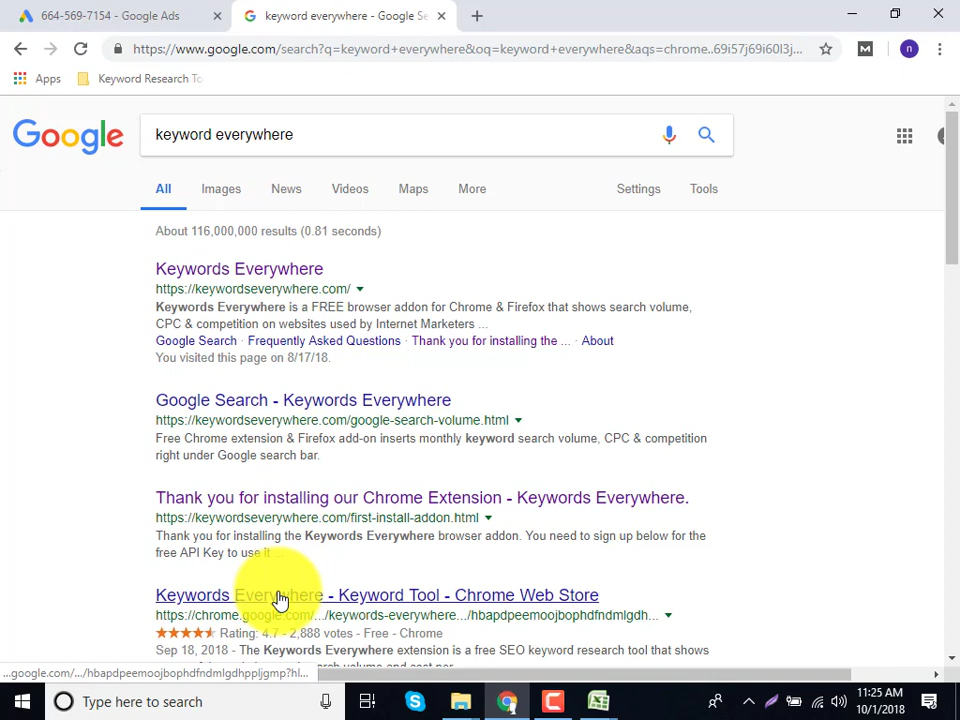 664-569-7154 - Google Ads
keyword everywhere - Google Se
https://www.google.com/search?q=keyword+everywhere&oq=keyword+everywhere&aqs=chrome..69i57j69i60l3j...
M
n
Apps
Keyword Research To
Google
keyword everywhere
All
Images
News
Videos
Maps
More
Settings
Tools
About 116,000,000 results (0.81 seconds)
Keywords Everywhere
https://keywordseverywhere.com/
Keywords Everywhere is a FREE browser addon for Chrome & Firefox that shows search volume,
CPC & competition on websites used by Internet Marketers ...
Google Search · Frequently Asked Questions · Thank you for installing the ... · About
You visited this page on 8/17/18.
Google Search - Keywords Everywhere
https://keywordseverywhere.com/google-search-volume.html
Free Chrome extension & Firefox add-on inserts monthly keyword search volume, CPC & competition
right under Google search bar.
Thank you for installing our Chrome Extension - Keywords Everywhere.
https://keywordseverywhere.com/first-install-addon.html
Thank you for installing the Keywords Everywhere browser addon. You need to sign up below for the
free API Key to use it ...
Keywords Everywhere - Keyword Tool - Chrome Web Store
https://chrome.google.com/.../keywords-everywhere.../hbapdpeemoojbophdfndmlgdh...
Rating: 4.7 - 2,888 votes - Free - Chrome
Sep 18, 2018 - The Keywords Everywhere extension is a free SEO keyword research tool that shows
google.com/.../hbapdpeemoojbophdfndmlgdhppljgmp?hl...
Type here to search
11:25 AM
10/1/2018